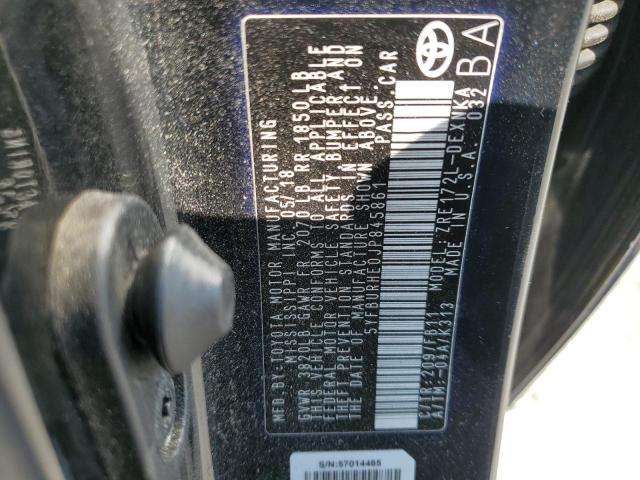 MFD.BY:TOYOTA MOTOR MANUFACTURING
MISSISSIPPI INC. 05/18
GVWR 3820LB GAWR FR 2070LB RR 1850LB
THIS VEHICLE CONFORMS TO ALL APPLICABLE
FEDERAL MOTOR VEHICLE SAFETY BUMPER AND
THEFT PREVENTION STANDARDS IN EFFECT ON
THE DATE OF MANUFACTURE SHOWN ABOVE.
5YFBURHE0JP845861 PASS. CAR
C/TR: 209/FB11 MODEL: ZRE172L-DEXNKA
A/TM: -04A/K313 MADE IN U.S.A. 032
BA
S/N:57014465